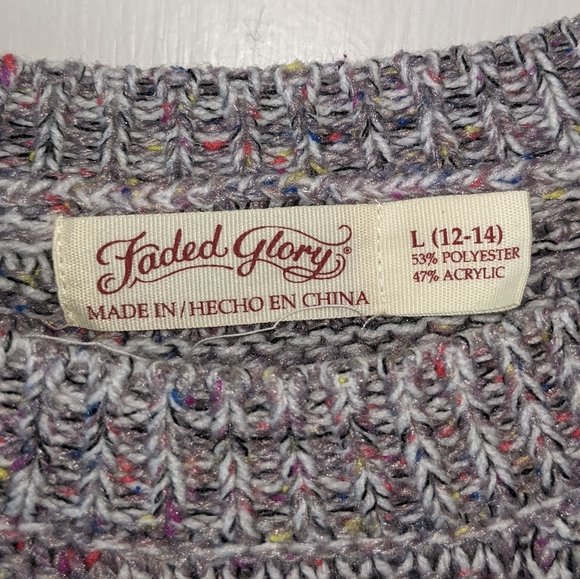 Faded Glory®
MADE IN / HECHO EN CHINA
L (12-14)
53% POLYESTER
47% ACRYLIC